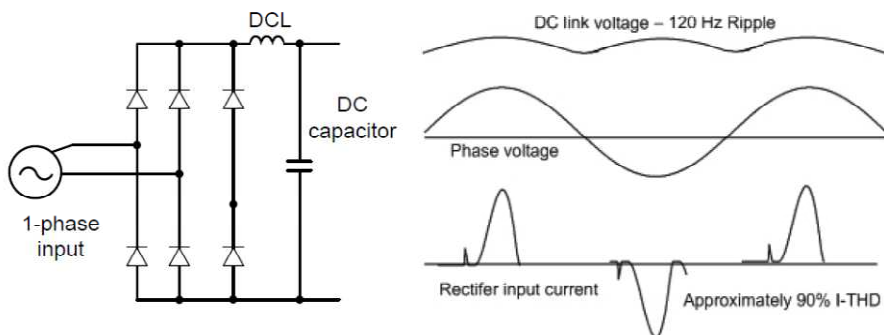 DCL
DC
capacitor
1-phase
input
DC link voltage – 120 Hz Ripple
Phase voltage
Rectifer input current
Approximately 90% I-THD